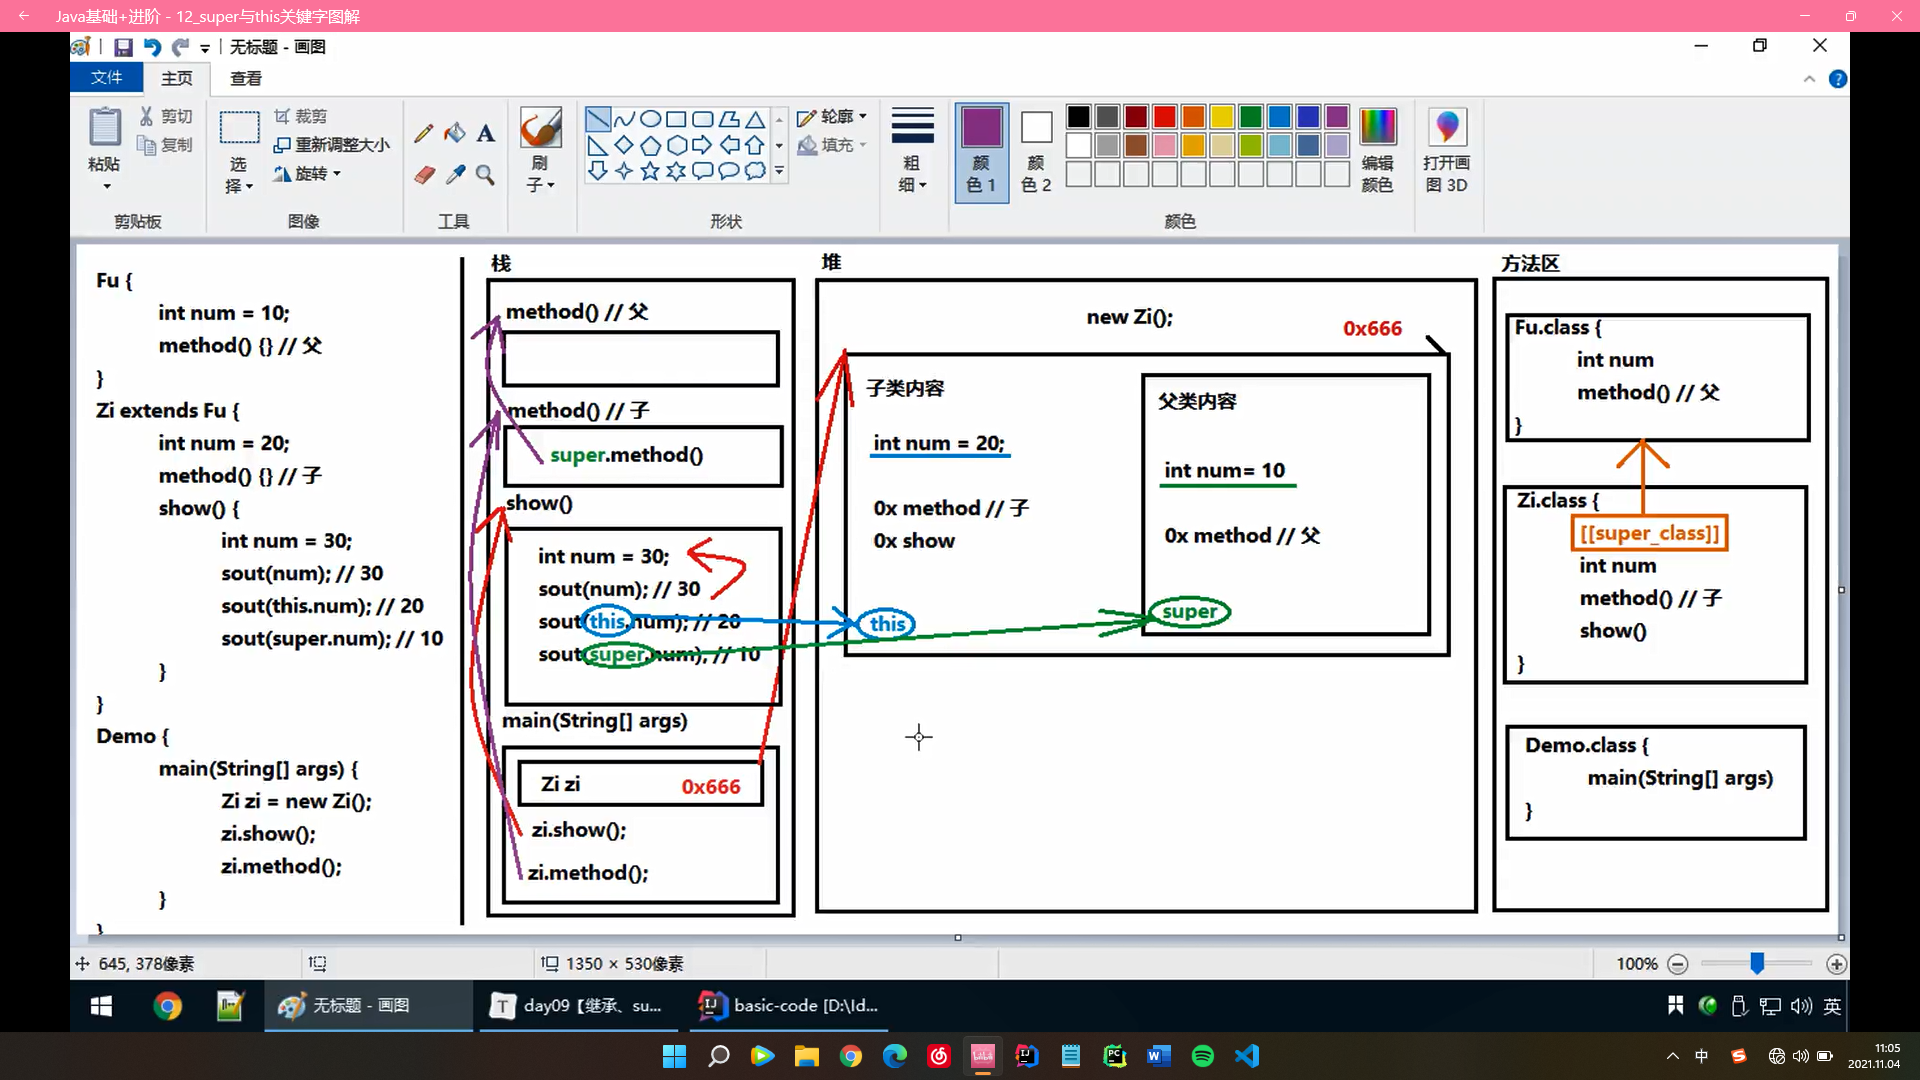 Java基础+进阶 - 12_super与this关键字图解
无标题 - 画图
文件 主页 查看
粘贴
剪切
复制
剪贴板
选择
裁剪
重新调整大小
旋转
图像
A
工具
刷子
形状
轮廓
填充
粗细
颜色 1
颜色 2
编辑颜色
颜色
打开画图 3D
Fu {
int num = 10;
method() {} // 父
}
Zi extends Fu {
int num = 20;
method() {} // 子
show() {
int num = 30;
sout(num); // 30
sout(this.num); // 20
sout(super.num); // 10
}
}
Demo {
main(String[] args) {
Zi zi = new Zi();
zi.show();
zi.method();
}
}
栈
method() // 父
method() // 子
super.method()
show()
int num = 30;
sout(num); // 30
sout(this.num); // 20
sout(super.num); // 10
main(String[] args)
Zi zi 0x666
zi.show();
zi.method();
堆
new Zi();
0x666
子类内容
int num = 20;
0x method // 子
0x show
this
父类内容
int num= 10
0x method // 父
super
方法区
Fu.class {
int num
method() // 父
}
Zi.class {
[[super_class]]
int num
method() // 子
show()
}
Demo.class {
main(String[] args)
}
645, 378像素
1350 × 530像素
100%
无标题 - 画图
day09【继承、su...
basic-code [D:\Id...
英
中
11:05
2021.11.04